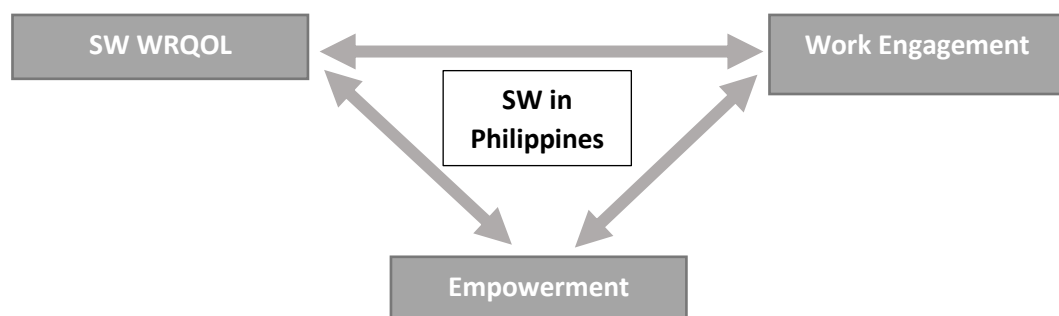 SW WRQOL
Work Engagement
SW in
Philippines
Empowerment